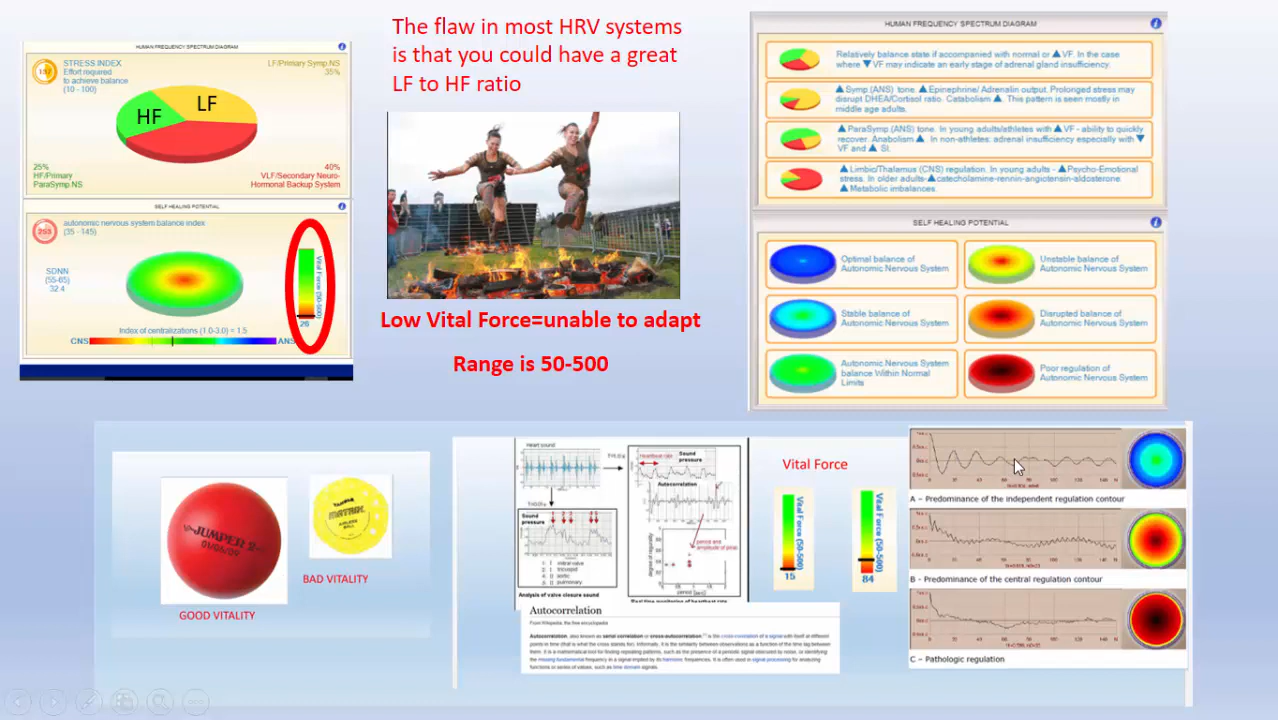 HUMAN FREQUENCY SPECTRUM DIAGRAM
STRESS INDEX
Effort required
to achieve balance
(10 - 100)
LF/Primary Symp.NS
35%
HF
LF
25%
HF/Primary
ParaSymp.NS
40%
VLF/Secondary Neuro-
Hormonal Backup System
SELF HEALING POTENTIAL
autonomic nervous system balance index
(35 - 145)
SDNN
(55-65)
32.4
Vital Force (50-500)
Index of centralizations (1.0-3.0) = 1.5
CNS
ANS
The flaw in most HRV systems
is that you could have a great
LF to HF ratio
Low Vital Force=unable to adapt
Range is 50-500
HUMAN FREQUENCY SPECTRUM DIAGRAM
Relatively balance state if accompanied with normal or ▲VF. In the case
where ▼VF may indicate an early stage of adrenal gland insufficiency.
▲Symp (ANS) tone. ▲Epinephrine/ Adrenalin output. Prolonged stress may
disrupt DHEA/Cortisol ratio. Catabolism ▲. This pattern is seen mostly in
middle age adults.
▲ParaSymp (ANS) tone. In young adults/athletes with ▲VF - ability to quickly
recover. Anabolism ▲. In non-athletes: adrenal insufficiency especially with ▼
VF and ▲ SI.
▲Limbic/Thalamus (CNS) regulation. In young adults - ▲Psycho-Emotional
stress. In older adults-▲catecholamine-rennin-angiotensin-aldosterone.
▲Metabolic imbalances.
SELF HEALING POTENTIAL
Optimal balance of
Autonomic Nervous System
Unstable balance of
Autonomic Nervous System
Stable balance of
Autonomic Nervous System
Disrupted balance of
Autonomic Nervous System
Autonomic Nervous System
balance Within Normal
Limits
Poor regulation of
Autonomic Nervous System
JUMPER 2
GOOD VITALITY
MATRIX
BAD VITALITY
Heart sound
Sound
pressure
Autocorrelation
Sound
pressure
Analysis of valve closure sound
Autocorrelation
From Wikipedia, the free encyclopedia
Vital Force
Vital Force (50-500)
15
Vital Force (50-500)
84
A – Predominance of the independent regulation contour
B – Predominance of the central regulation contour
C – Pathologic regulation